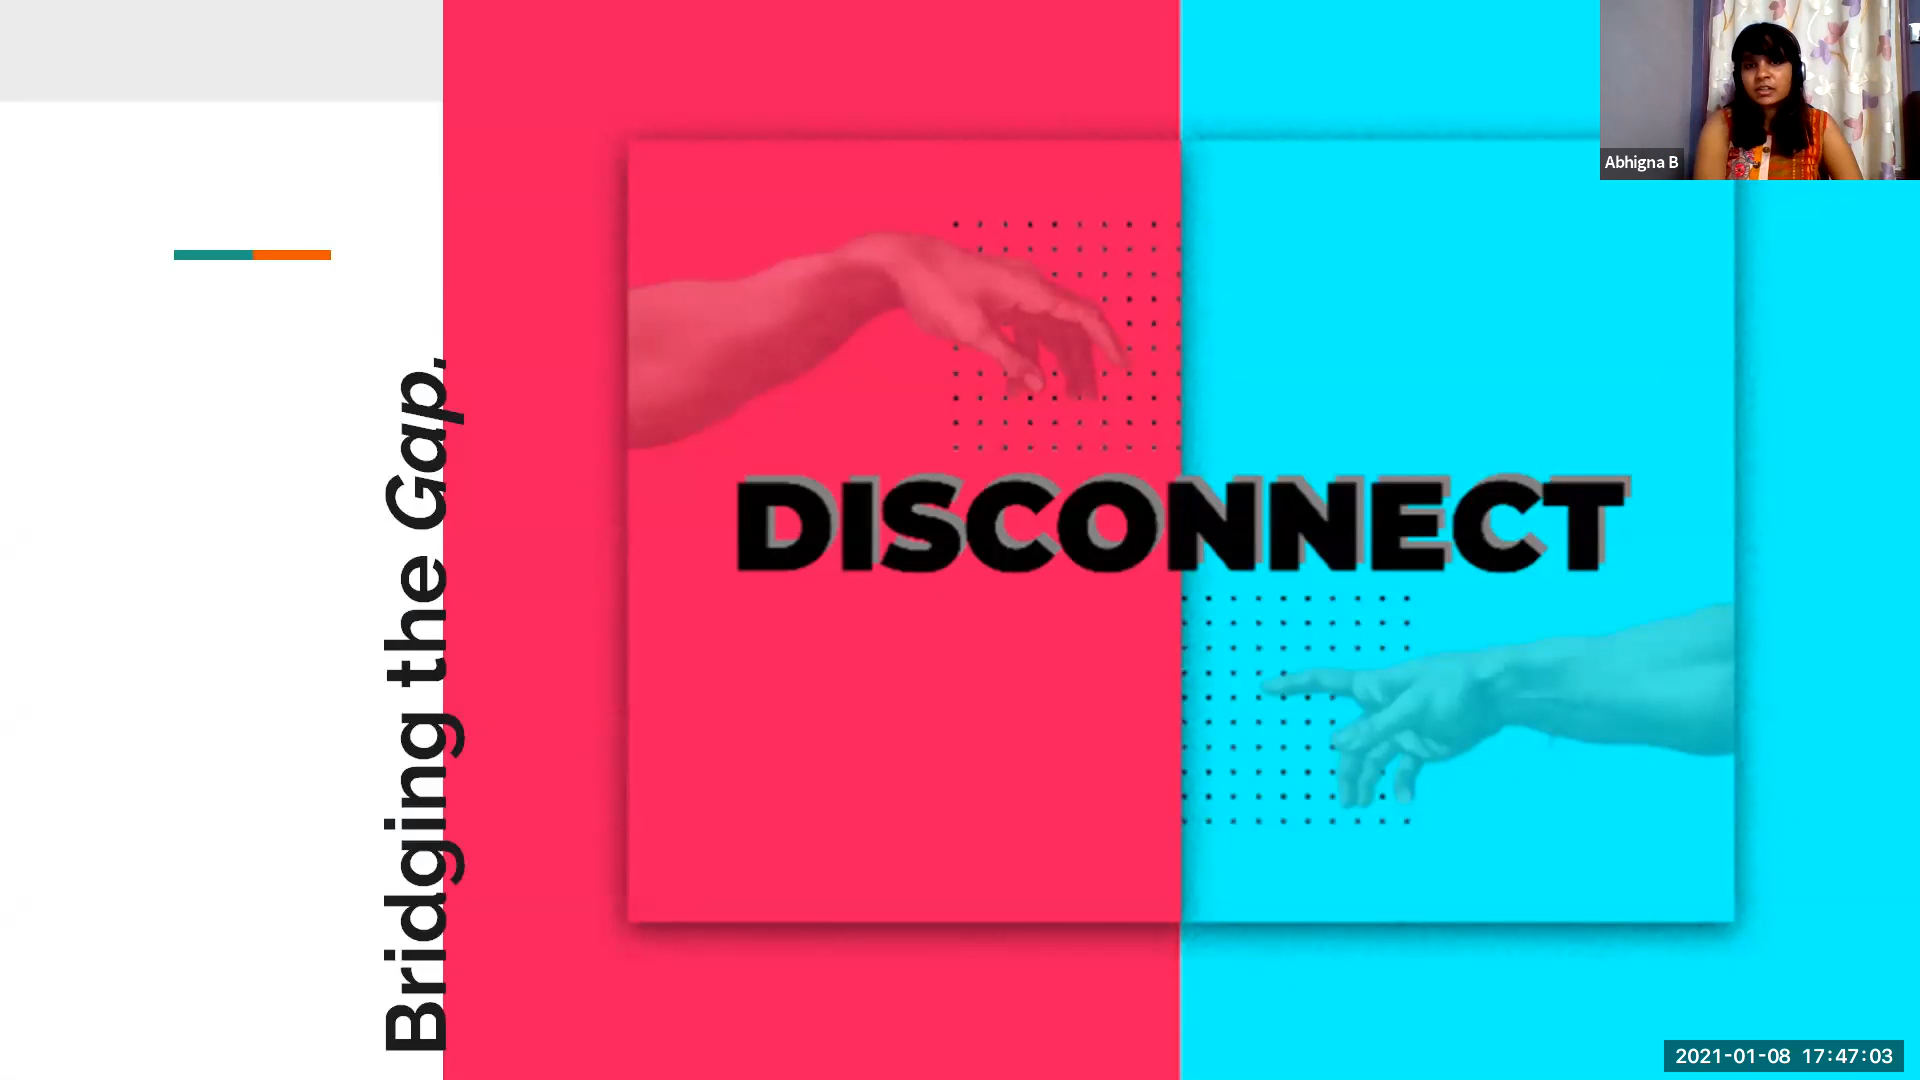 Bridging the Gap.
DISCONNECT
Abhigna B
2021-01-08 17:47:03